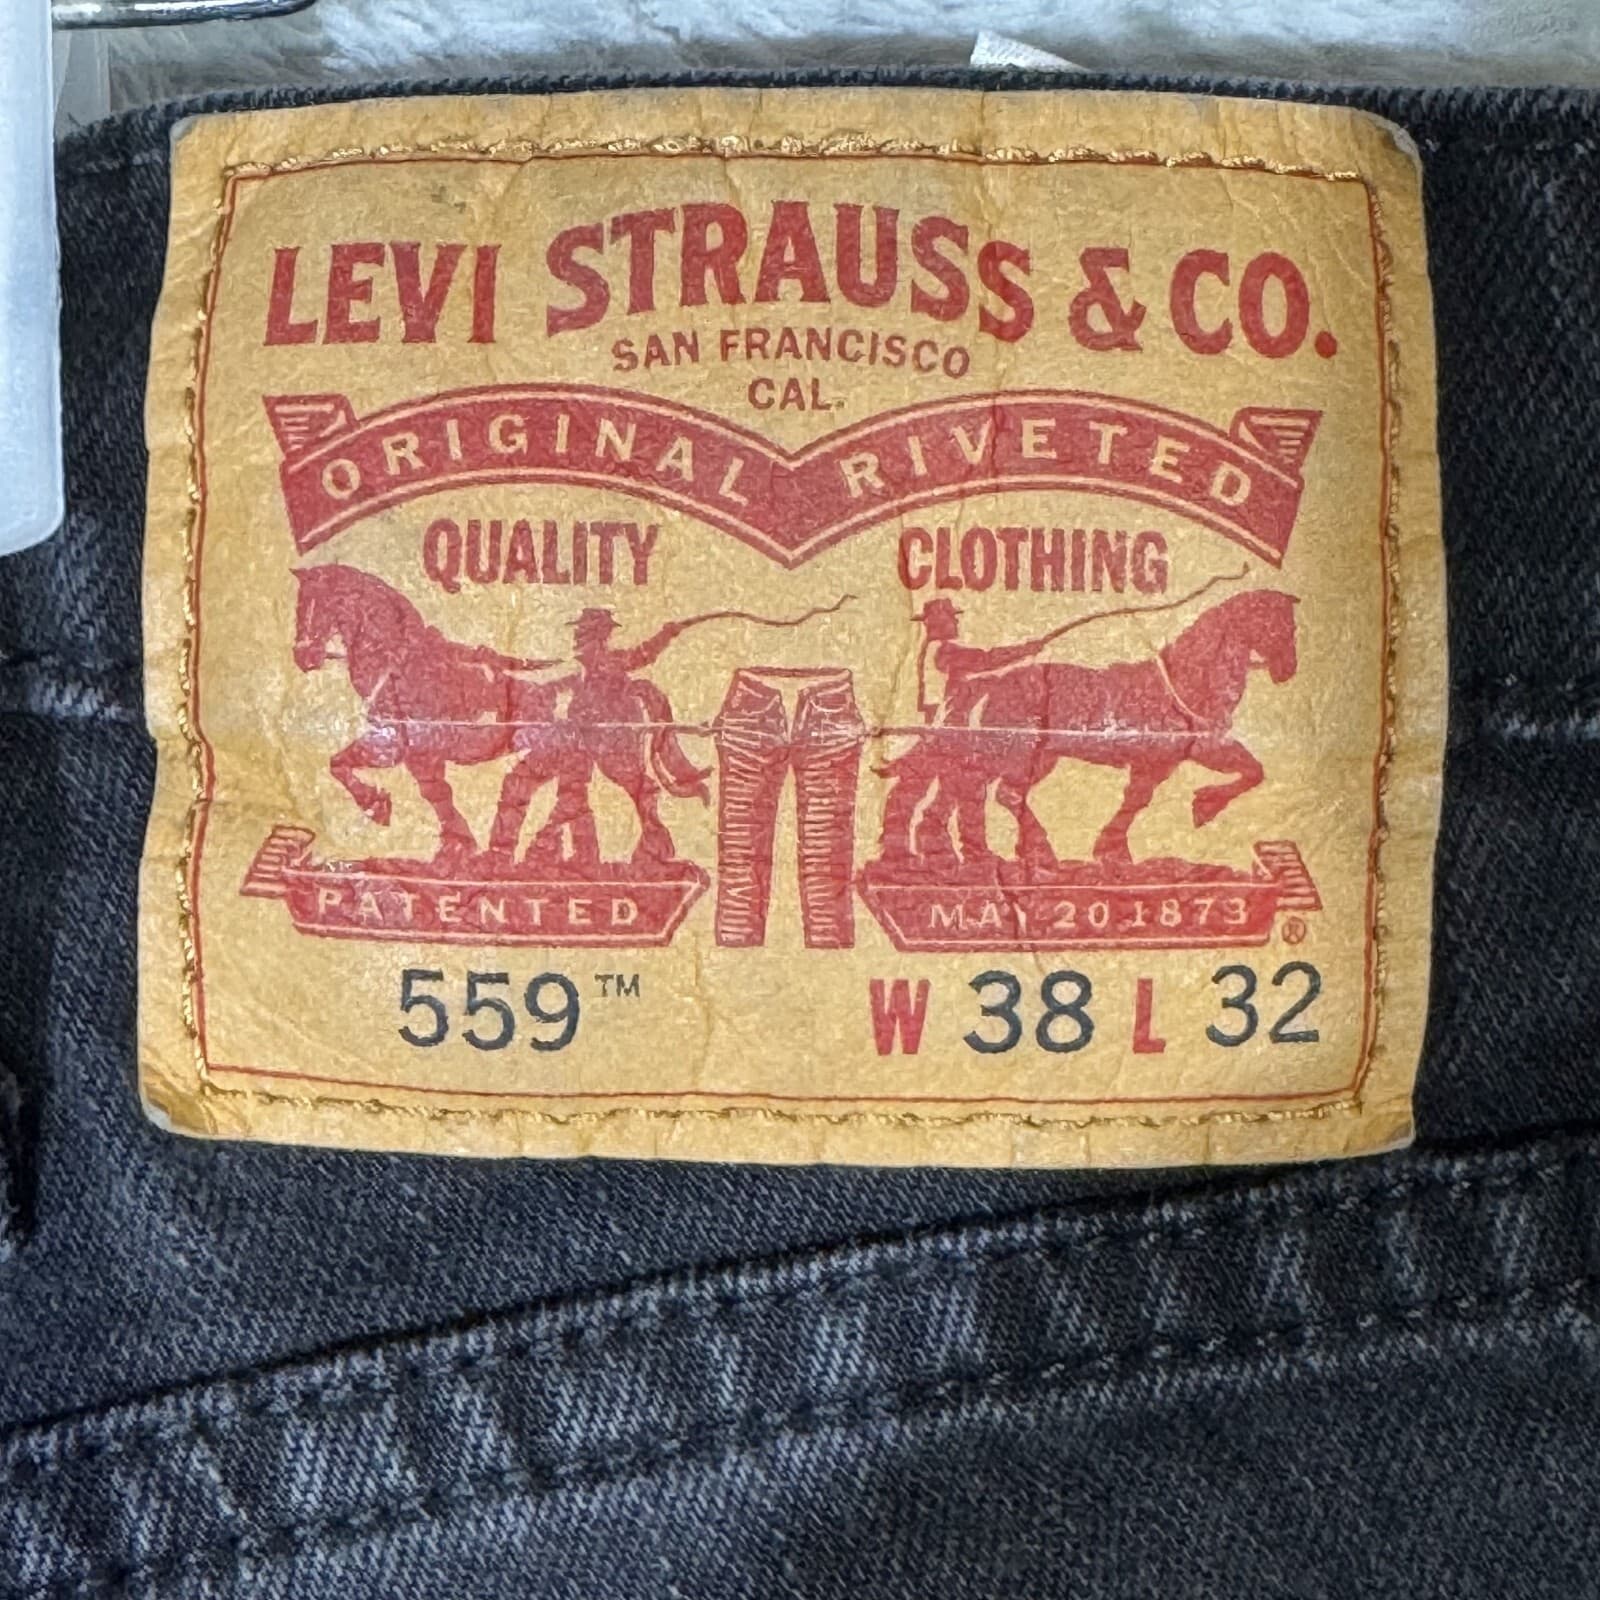 LEVI STRAUSS & CO.
SAN FRANCISCO
CAL.
ORIGINAL RIVETED
QUALITY CLOTHING
PATENTED MAY 20 1873 ®
559™ W 38 L 32